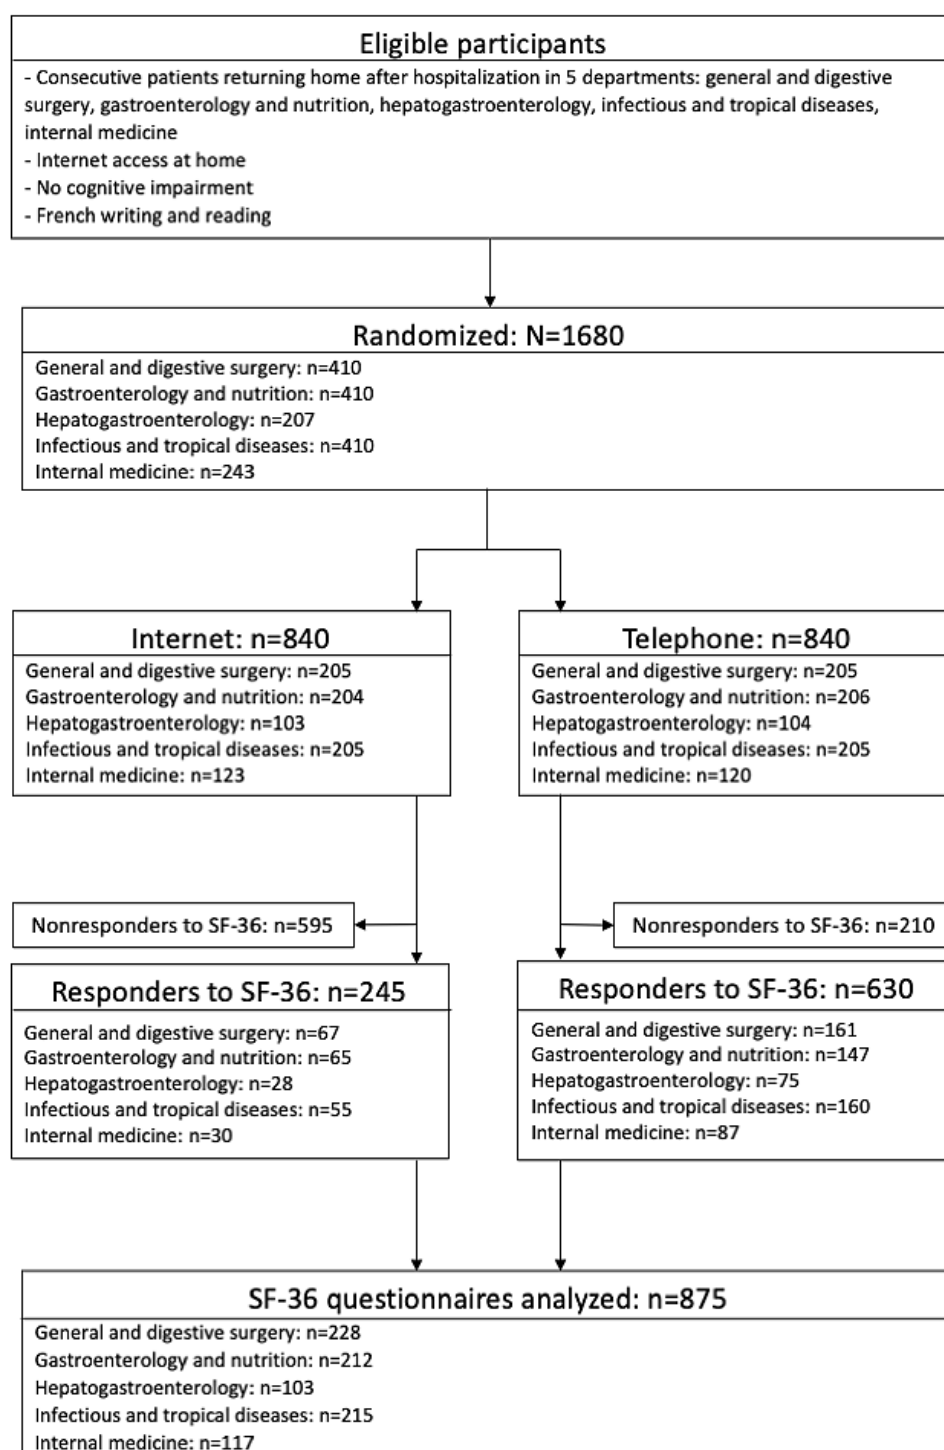 Eligible participants
- Consecutive patients returning home after hospitalization in 5 departments: general and digestive
surgery, gastroenterology and nutrition, hepatogastroenterology, infectious and tropical diseases,
internal medicine
- Internet access at home
- No cognitive impairment
- French writing and reading
Randomized: N=1680
General and digestive surgery: n=410
Gastroenterology and nutrition: n=410
Hepatogastroenterology: n=207
Infectious and tropical diseases: n=410
Internal medicine: n=243
Internet: n=840
General and digestive surgery: n=205
Gastroenterology and nutrition: n=204
Hepatogastroenterology: n=103
Infectious and tropical diseases: n=205
Internal medicine: n=123
Telephone: n=840
General and digestive surgery: n=205
Gastroenterology and nutrition: n=206
Hepatogastroenterology: n=104
Infectious and tropical diseases: n=205
Internal medicine: n=120
Nonresponders to SF-36: n=595
Nonresponders to SF-36: n=210
Responders to SF-36: n=245
General and digestive surgery: n=67
Gastroenterology and nutrition: n=65
Hepatogastroenterology: n=28
Infectious and tropical diseases: n=55
Internal medicine: n=30
Responders to SF-36: n=630
General and digestive surgery: n=161
Gastroenterology and nutrition: n=147
Hepatogastroenterology: n=75
Infectious and tropical diseases: n=160
Internal medicine: n=87
SF-36 questionnaires analyzed: n=875
General and digestive surgery: n=228
Gastroenterology and nutrition: n=212
Hepatogastroenterology: n=103
Infectious and tropical diseases: n=215
Internal medicine: n=117